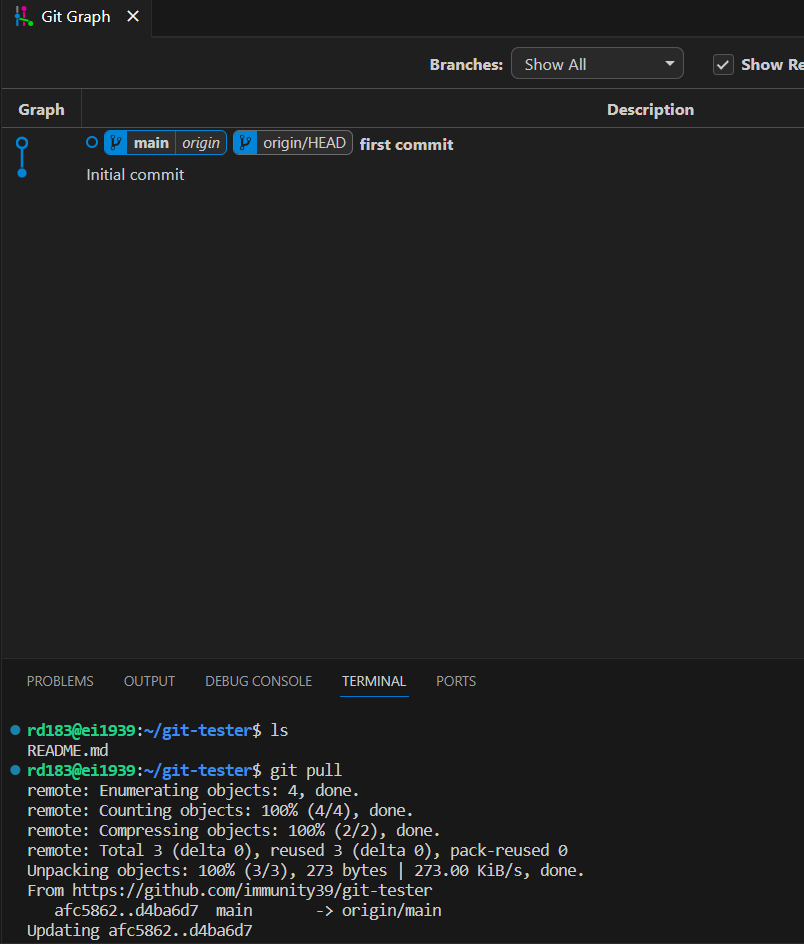 Git Graph
Branches: Show All Show Re
Graph Description
main origin origin/HEAD first commit
Initial commit
PROBLEMS OUTPUT DEBUG CONSOLE TERMINAL PORTS
rd183@ei1939:~/git-tester$ ls
README.md
rd183@ei1939:~/git-tester$ git pull
remote: Enumerating objects: 4, done.
remote: Counting objects: 100% (4/4), done.
remote: Compressing objects: 100% (2/2), done.
remote: Total 3 (delta 0), reused 3 (delta 0), pack-reused 0
Unpacking objects: 100% (3/3), 273 bytes | 273.00 KiB/s, done.
From https://github.com/immunity39/git-tester
   afc5862..d4ba6d7  main       -> origin/main
Updating afc5862..d4ba6d7